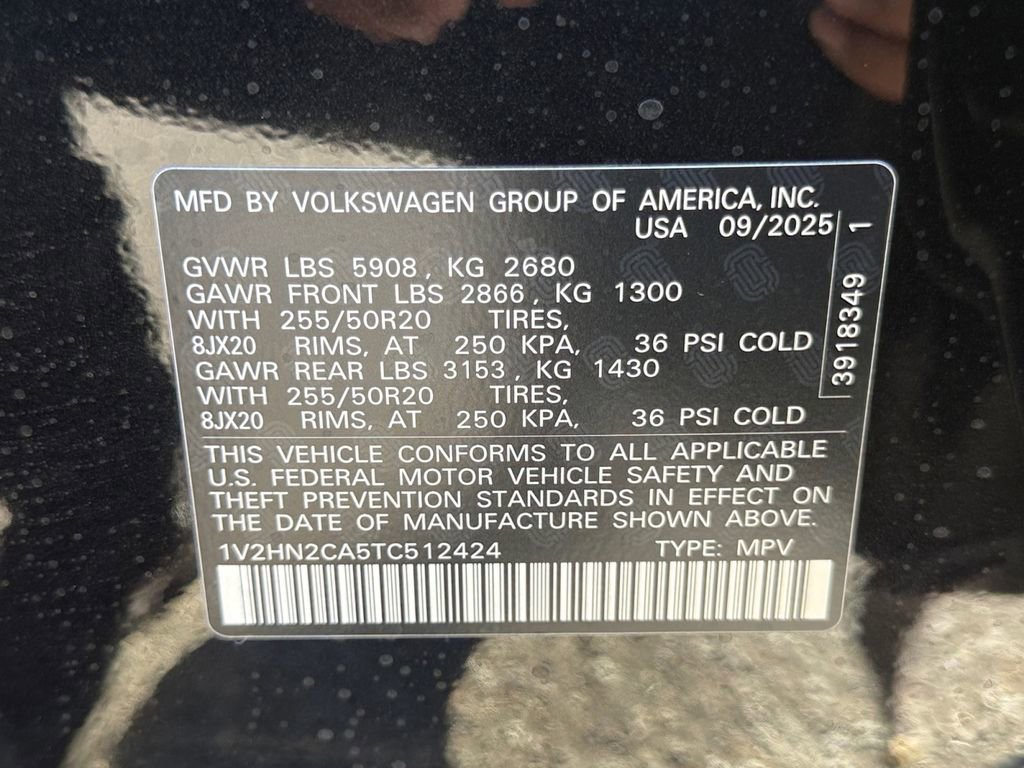 MFD BY VOLKSWAGEN GROUP OF AMERICA, INC.
USA 09/2025
GVWR LBS 5908, KG 2680
GAWR FRONT LBS 2866, KG 1300
WITH 255/50R20 TIRES,
8JX20 RIMS, AT 250 KPA, 36 PSI COLD
GAWR REAR LBS 3153, KG 1430
WITH 255/50R20 TIRES,
8JX20 RIMS, AT 250 KPA, 36 PSI COLD
3918349 1
THIS VEHICLE CONFORMS TO ALL APPLICABLE
U.S. FEDERAL MOTOR VEHICLE SAFETY AND
THEFT PREVENTION STANDARDS IN EFFECT ON
THE DATE OF MANUFACTURE SHOWN ABOVE.
1V2HN2CA5TC512424 TYPE: MPV